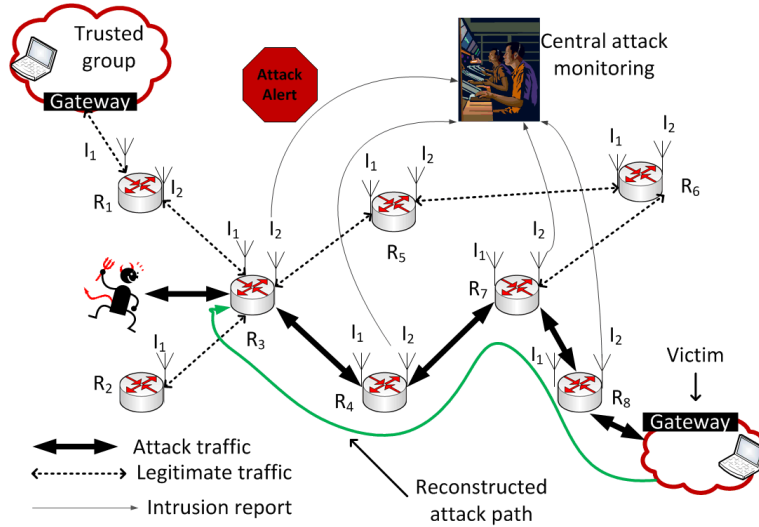 Trusted
group
Gateway
Attack
Alert
Central attack
monitoring
I1
I2
R1
I1
I2
R3
I1
I2
R5
I1
I2
R6
I1
R2
I1
I2
R4
I1
I2
R7
I1
I2
R8
Victim
Gateway
Attack traffic
Legitimate traffic
Intrusion report
Reconstructed
attack path